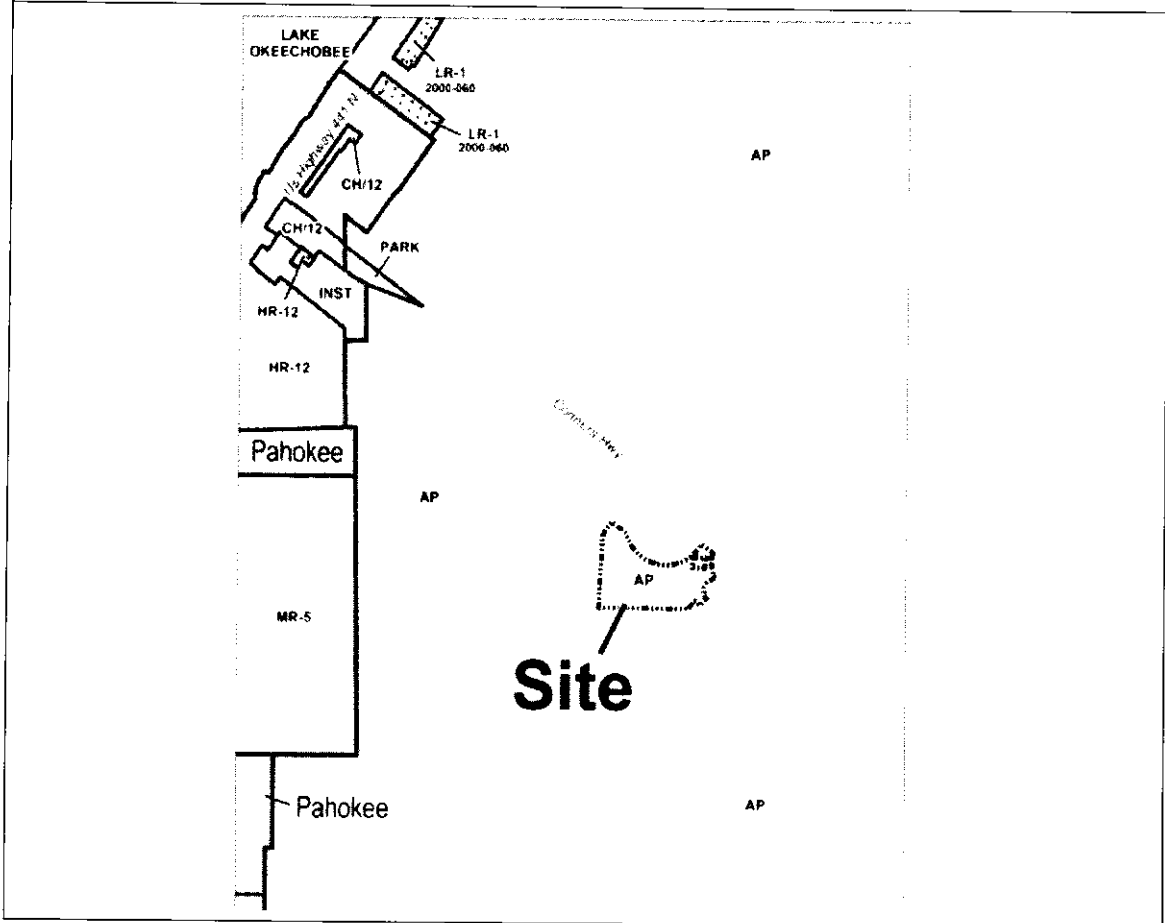 LAKE
OKEECHOBEE
LR-1
2000-060
LR-1
2000-060
AP
Us Highway 441 N
CH/12
CH/12
PARK
INST
HR-12
HR-12
Pahokee
AP
AP
MR-5
Site
Pahokee
AP